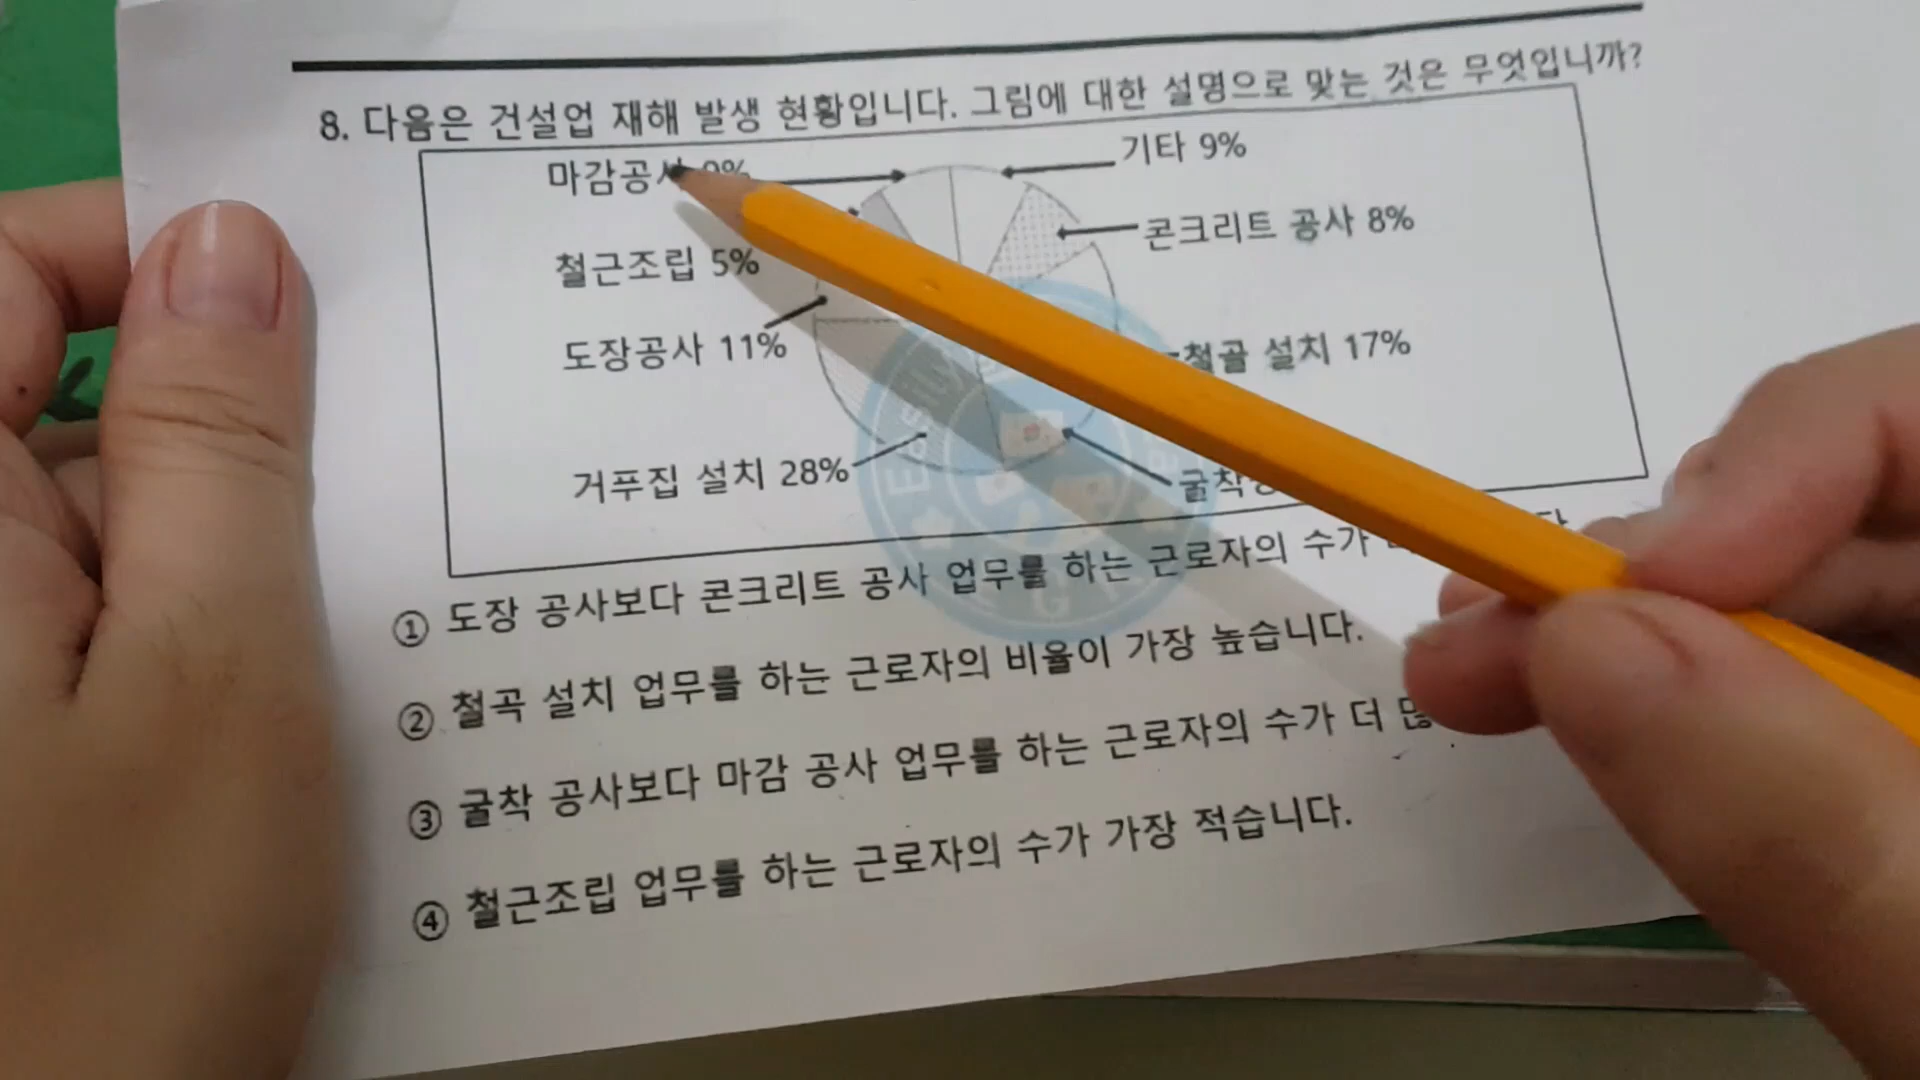 8. 다음은 건설업 재해 발생 현황입니다. 그림에 대한 설명으로 맞는 것은 무엇입니까?
마감공사 9%
기타 9%
철근조립 5%
콘크리트 공사 8%
도장공사 11%
철골 설치 17%
거푸집 설치 28%
굴착
① 도장 공사보다 콘크리트 공사 업무를 하는 근로자의 수가
② 철곡 설치 업무를 하는 근로자의 비율이 가장 높습니다.
③ 굴착 공사보다 마감 공사 업무를 하는 근로자의 수가 더
④ 철근조립 업무를 하는 근로자의 수가 가장 적습니다.